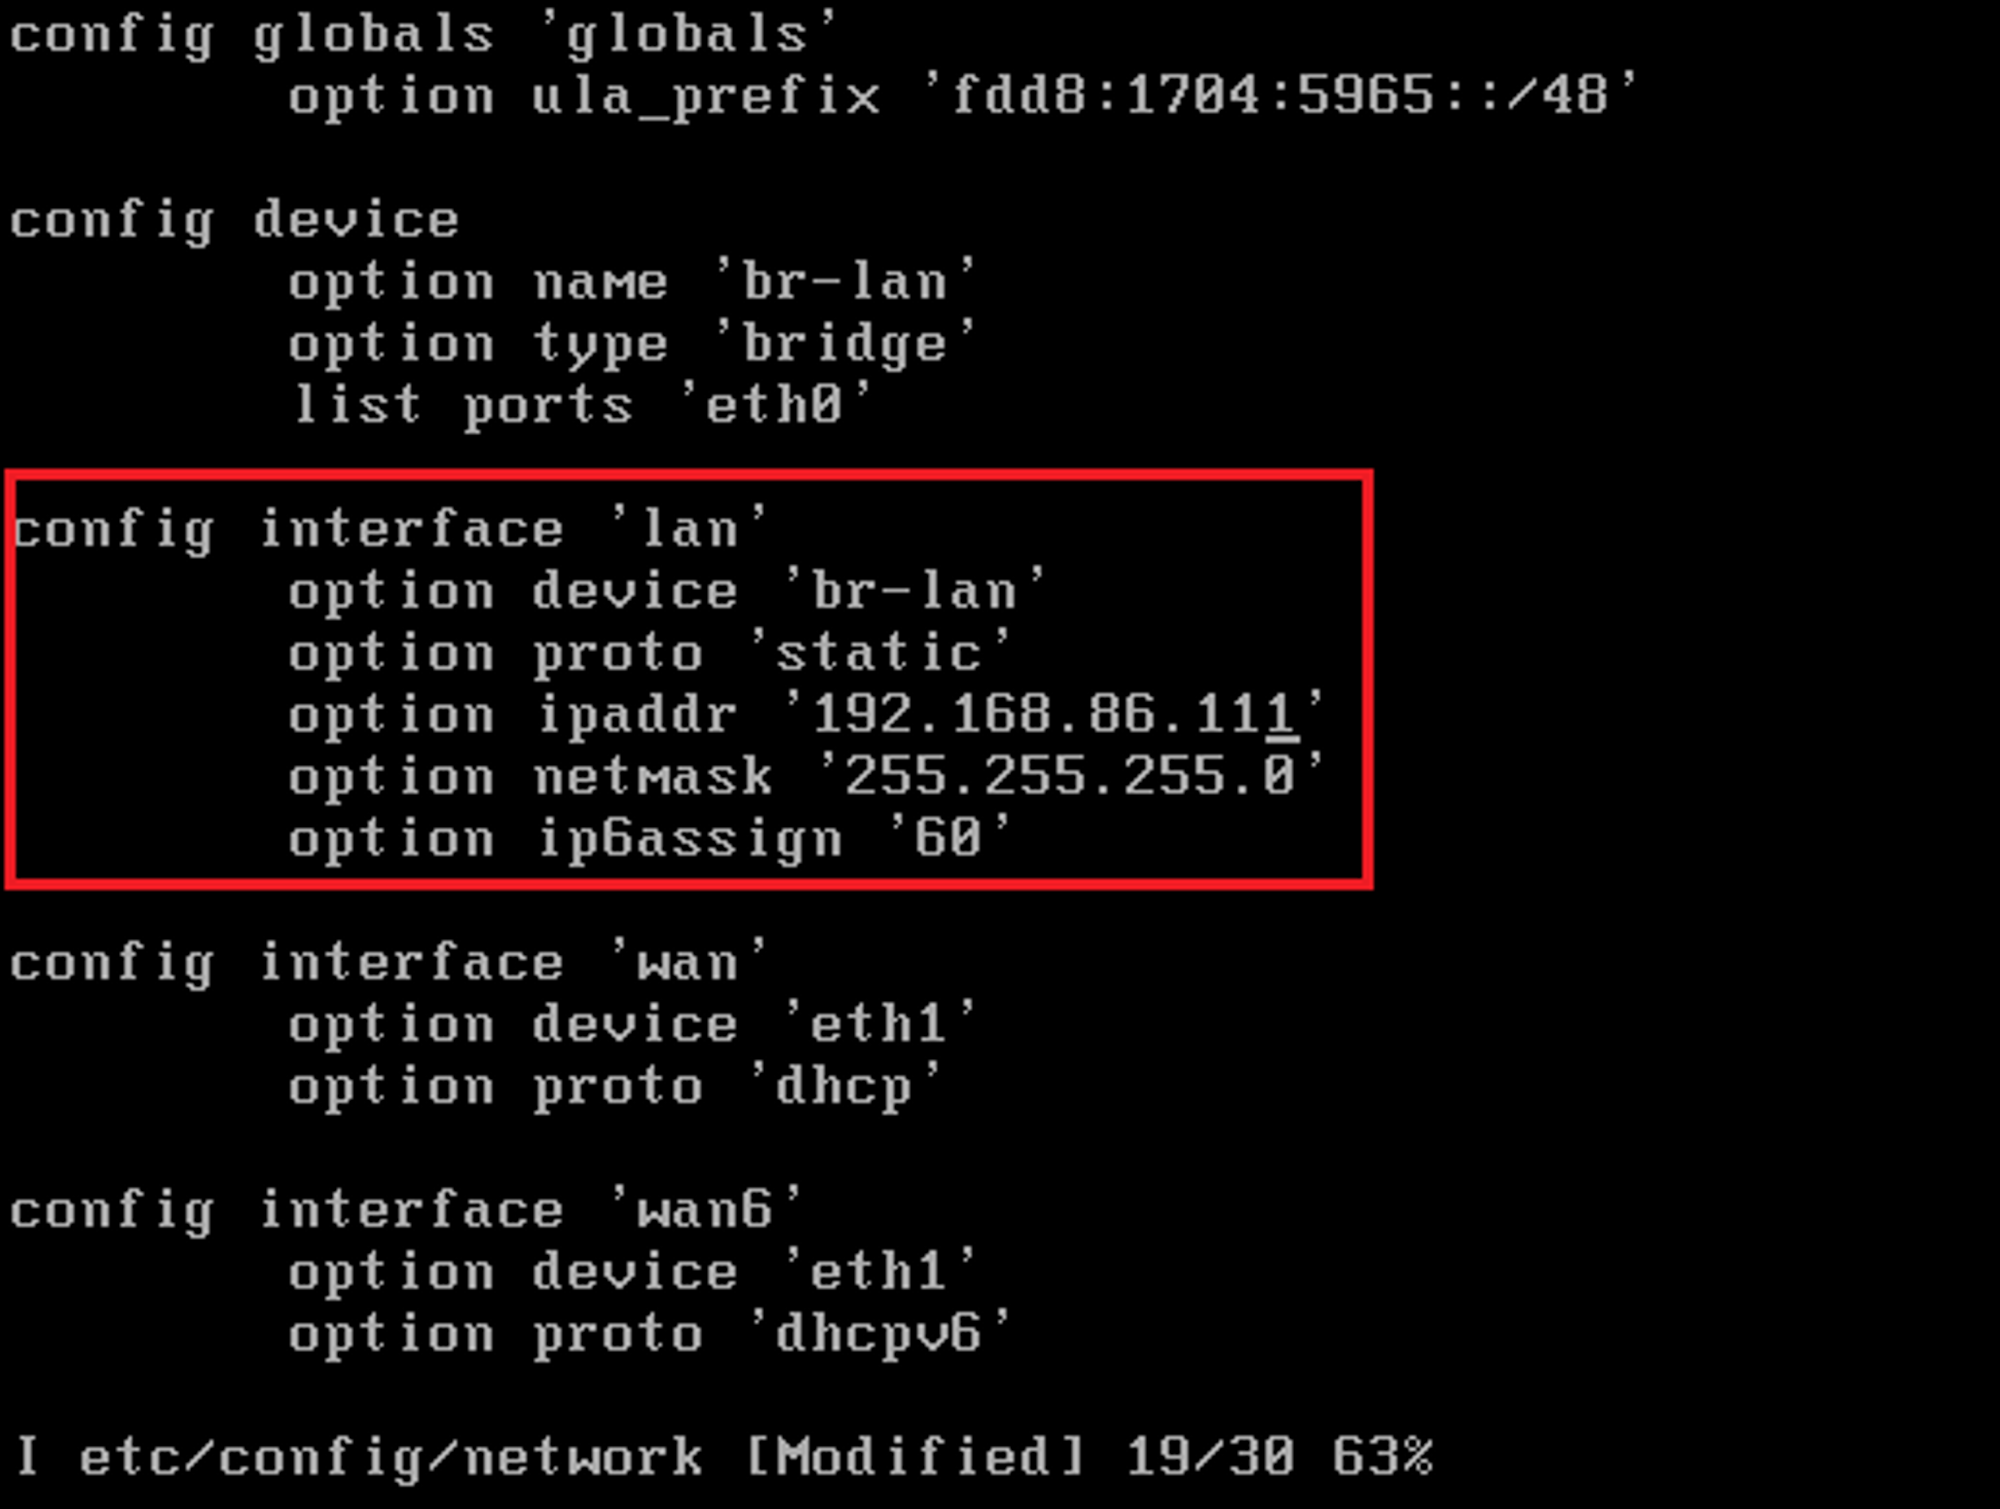 config globals 'globals'
option ula_prefix 'fdd8:1704:5965::/48'
config device
option name 'br-lan'
option type 'bridge'
list ports 'eth0'
config interface 'lan'
option device 'br-lan'
option proto 'static'
option ipaddr '192.168.86.111'
option netmask '255.255.255.0'
option ip6assign '60'
config interface 'wan'
option device 'eth1'
option proto 'dhcp'
config interface 'wan6'
option device 'eth1'
option proto 'dhcpv6'
I etc/config/network [Modified] 19/30 63%